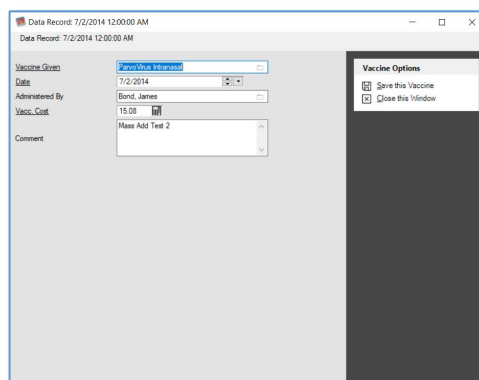 Data Record: 7/2/2014 12:00:00 AM
Data Record: 7/2/2014 12:00:00 AM
Vaccine Given ParvoVirus Intranasal
Date 7/2/2014
Administered By Bond, James
Vacc. Cost 15.08
Comment Mass Add Test 2
Vaccine Options
Save this Vaccine
Close this Window